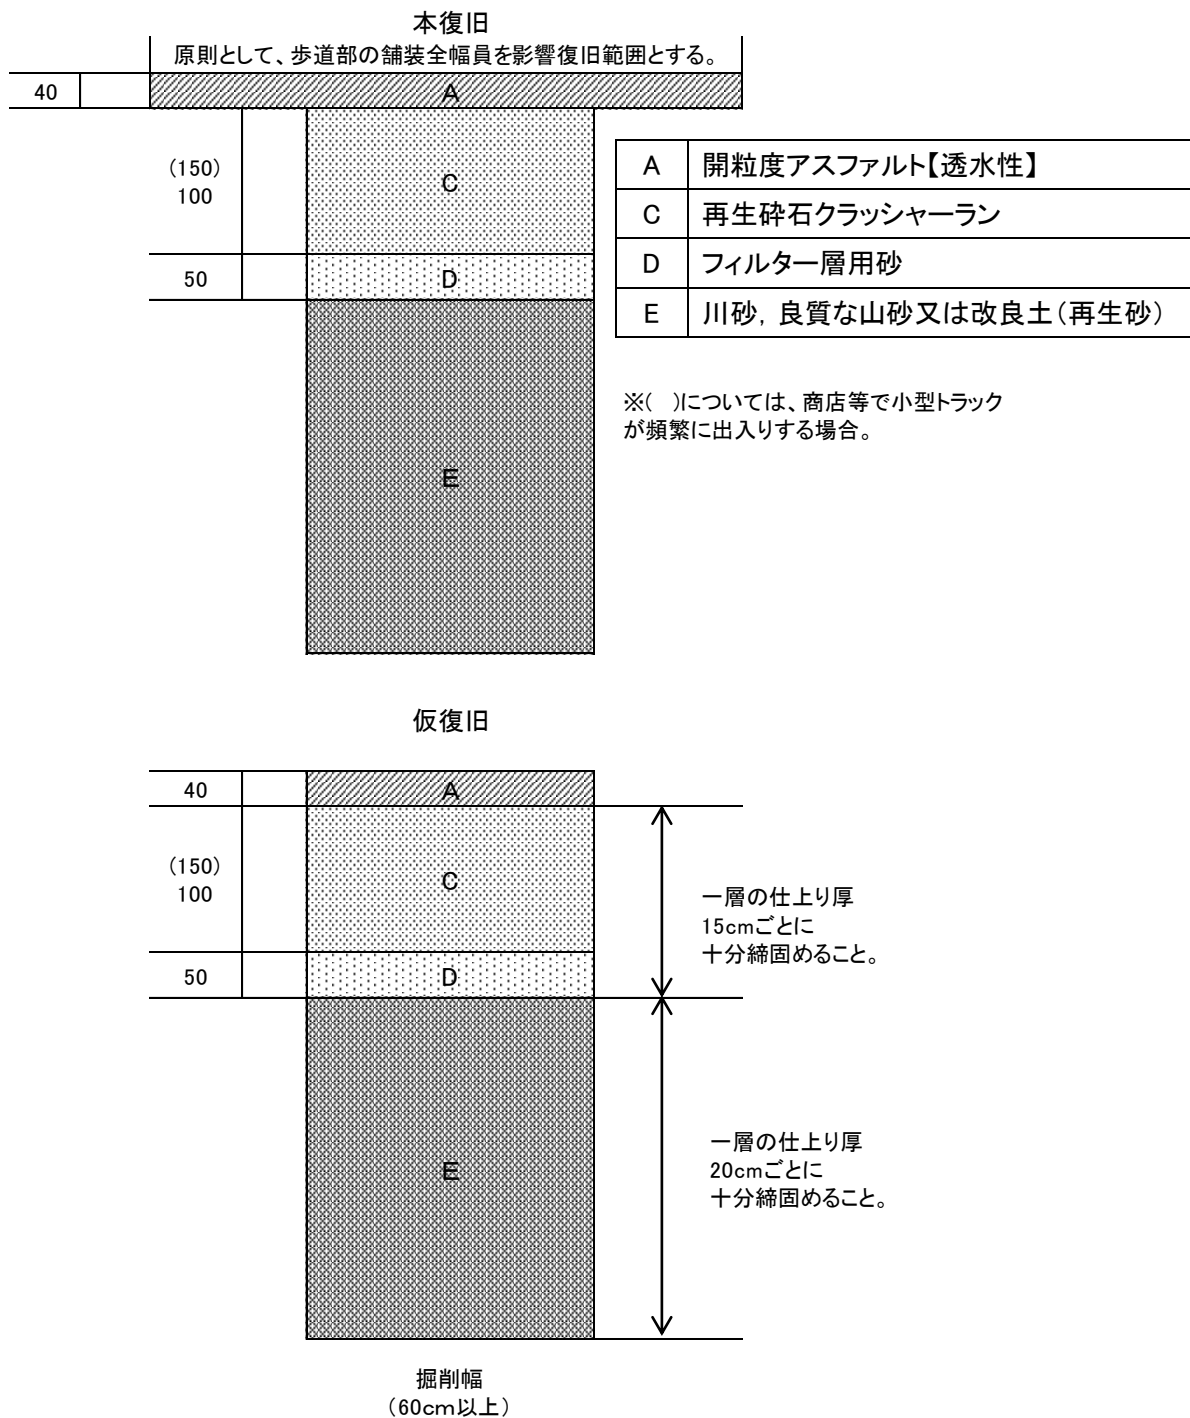 本復旧
原則として、歩道部の舗装全幅員を影響復旧範囲とする。
40
A
(150)
100
C
50
D
E
A 開粒度アスファルト【透水性】
C 再生砕石クラッシャーラン
D フィルター層用砂
E 川砂，良質な山砂又は改良土（再生砂）
※(　)については、商店等で小型トラック
が頻繁に出入りする場合。
仮復旧
40
A
(150)
100
C
50
D
E
一層の仕上り厚
15cmごとに
十分締固めること。
一層の仕上り厚
20cmごとに
十分締固めること。
掘削幅
(60cm以上)